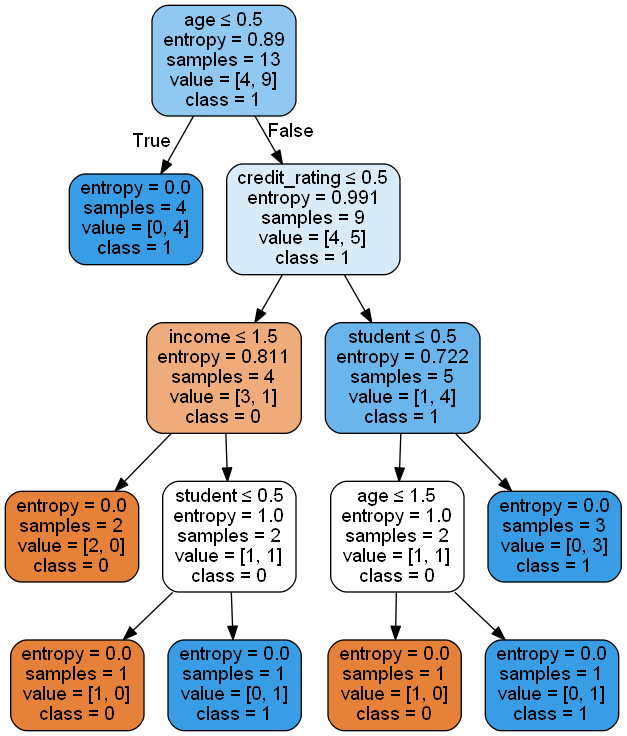 age ≤ 0.5
entropy = 0.89
samples = 13
value = [4, 9]
class = 1
True
False
entropy = 0.0
samples = 4
value = [0, 4]
class = 1
credit_rating ≤ 0.5
entropy = 0.991
samples = 9
value = [4, 5]
class = 1
income ≤ 1.5
entropy = 0.811
samples = 4
value = [3, 1]
class = 0
student ≤ 0.5
entropy = 0.722
samples = 5
value = [1, 4]
class = 1
entropy = 0.0
samples = 2
value = [2, 0]
class = 0
student ≤ 0.5
entropy = 1.0
samples = 2
value = [1, 1]
class = 0
age ≤ 1.5
entropy = 1.0
samples = 2
value = [1, 1]
class = 0
entropy = 0.0
samples = 3
value = [0, 3]
class = 1
entropy = 0.0
samples = 1
value = [1, 0]
class = 0
entropy = 0.0
samples = 1
value = [0, 1]
class = 1
entropy = 0.0
samples = 1
value = [1, 0]
class = 0
entropy = 0.0
samples = 1
value = [0, 1]
class = 1